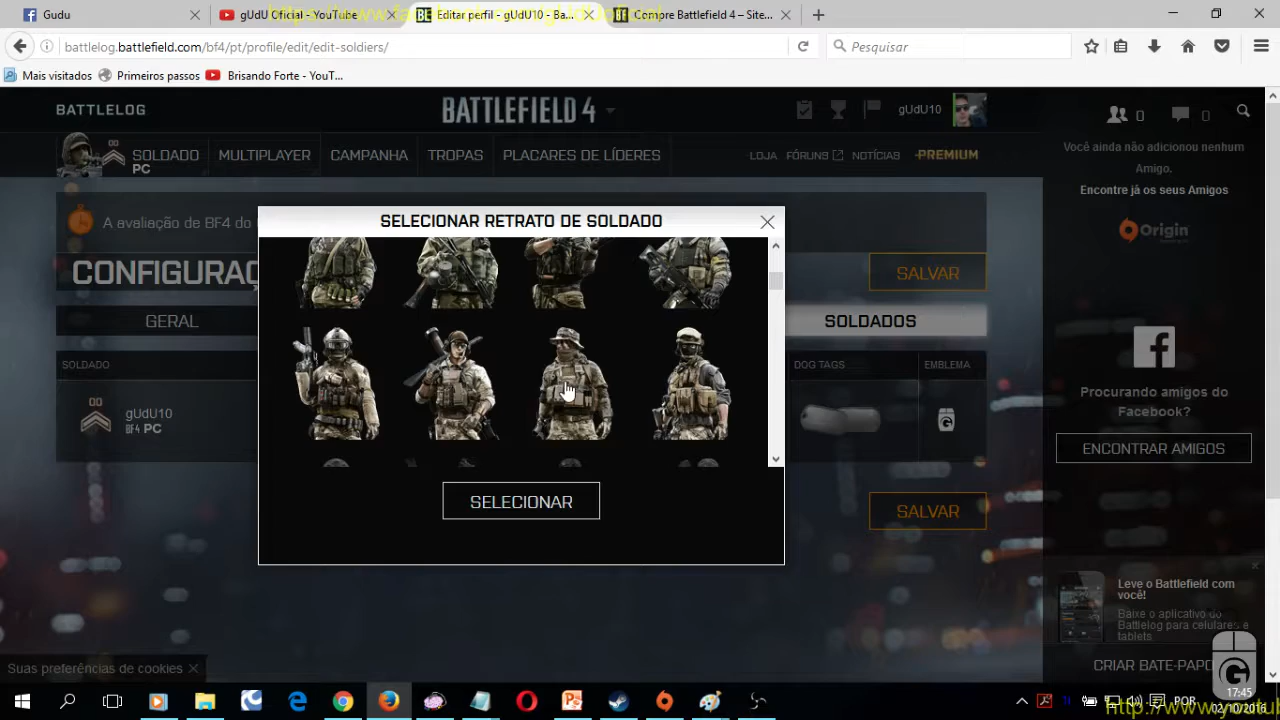 Gudu
gUdU Oficial - YouTube
Editar perfil - gUdU10 - Ba...
Compre Battlefield 4 – Site...
battlelog.battlefield.com/bf4/pt/profile/edit/edit-soldiers/
Pesquisar
Mais visitados
Primeiros passos
Brisando Forte - YouT...
BATTLELOG
BATTLEFIELD 4
gUdU10
0
0
SOLDADO
PC
MULTIPLAYER
CAMPANHA
TROPAS
PLACARES DE LÍDERES
LOJA
FÓRUNS
NOTÍCIAS
PREMIUM
Você ainda não adicionou nenhum
Amigo.
Encontre já os seus Amigos
Origin
A avaliação de BF4 do
SELECIONAR RETRATO DE SOLDADO
CONFIGURAÇ
SALVAR
GERAL
SOLDADOS
SOLDADO
DOG TAGS
EMBLEMA
00
gUdU10
BF4 PC
SELECIONAR
SALVAR
Procurando amigos do
Facebook?
ENCONTRAR AMIGOS
Leve o Battlefield com
você!
Baixe o aplicativo do
Battlelog para celulares e
tablets
Suas preferências de cookies
CRIAR BATE-PAPO
POR
17:45
02/10/2016